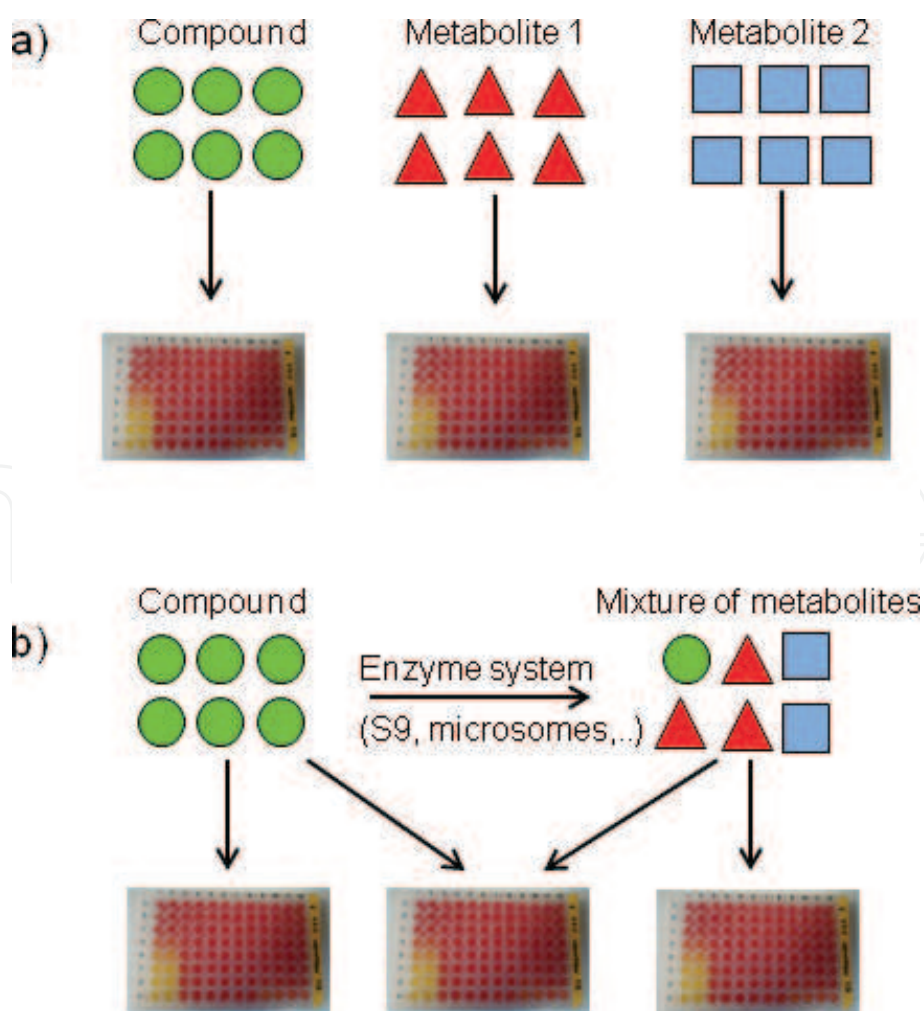 a)
Compound
Metabolite 1
Metabolite 2
b)
Compound
Enzyme system
(S9, microsomes,..)
Mixture of metabolites